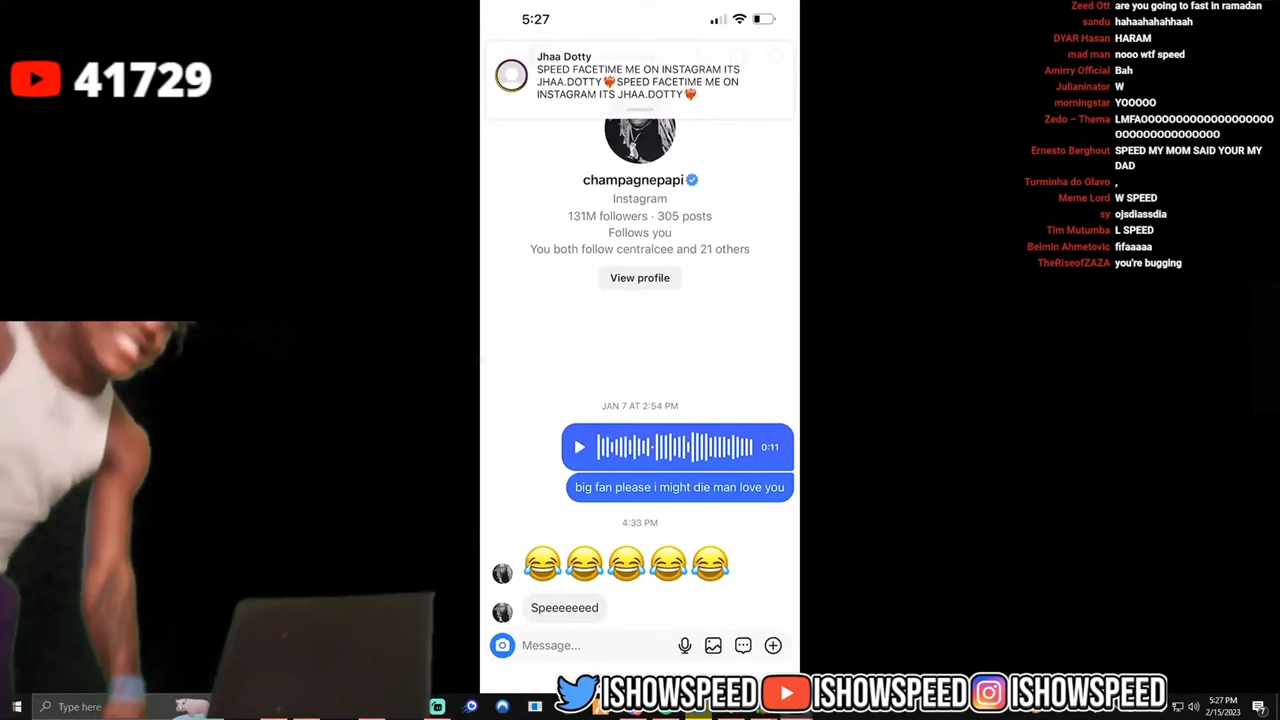 41729
5:27
Jhaa Dotty
SPEED FACETIME ME ON INSTAGRAM ITS
JHAA.DOTTY❤️‍🔥SPEED FACETIME ME ON
INSTAGRAM ITS JHAA.DOTTY❤️‍🔥
champagnepapi
Instagram
131M followers · 305 posts
Follows you
You both follow centralcee and 21 others
View profile
JAN 7 AT 2:54 PM
0:11
big fan please i might die man love you
4:33 PM
😂😂😂😂😂
Speeeeeeed
Message...
Zeed Ott are you going to fast in ramadan
sandu hahaahahahhaah
DYAR Hasan HARAM
mad man nooo wtf speed
Amirry Official Bah
Julianinator W
morningstar YOOOOO
Zedo – Thema LMFAOOOOOOOOOOOOOOOOOOO
OOOOOOOOOOOOOOO
Ernesto Berghout SPEED MY MOM SAID YOUR MY
DAD
Turminha do Olavo ,
Meme Lord W SPEED
sy ojsdiassdia
Tim Mutumba L SPEED
Belmin Ahmetovic fifaaaaa
TheRiseofZAZA you're bugging
ISHOWSPEED ISHOWSPEED ISHOWSPEED
Type here
5:27 PM
2/15/2023